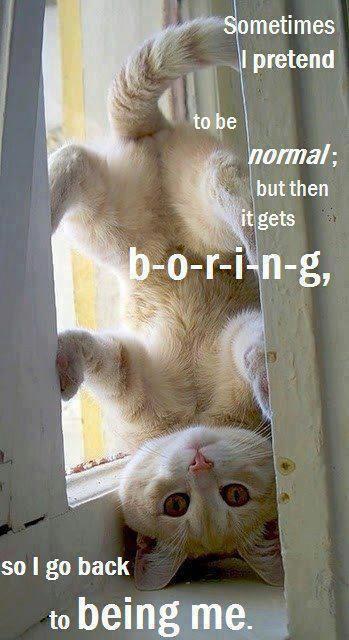 Sometimes
I pretend
to be
normal;
but then
it gets
b-o-r-i-n-g,
so I go back
to being me.